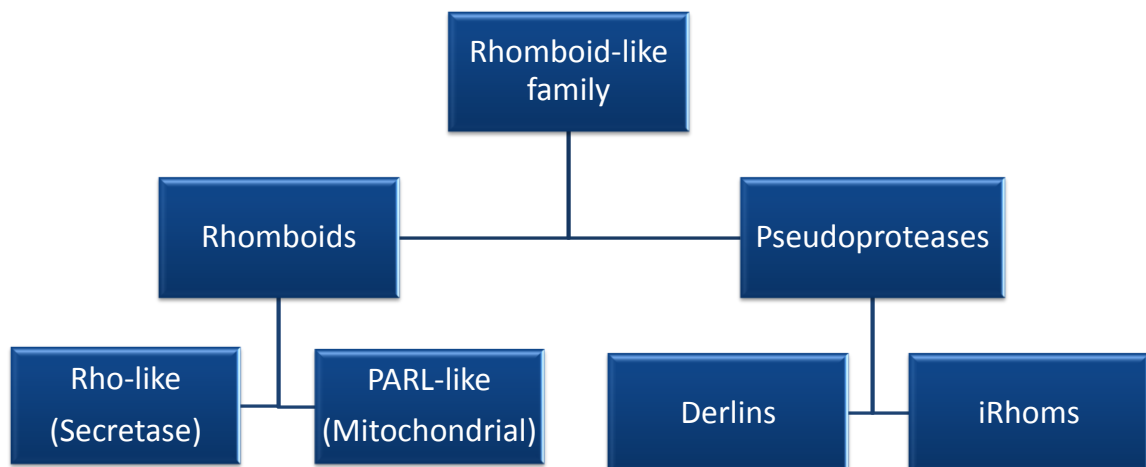 Rhomboid-like
family
Rhomboids
Pseudoproteases
Rho-like
(Secretase)
PARL-like
(Mitochondrial)
Derlins
iRhoms